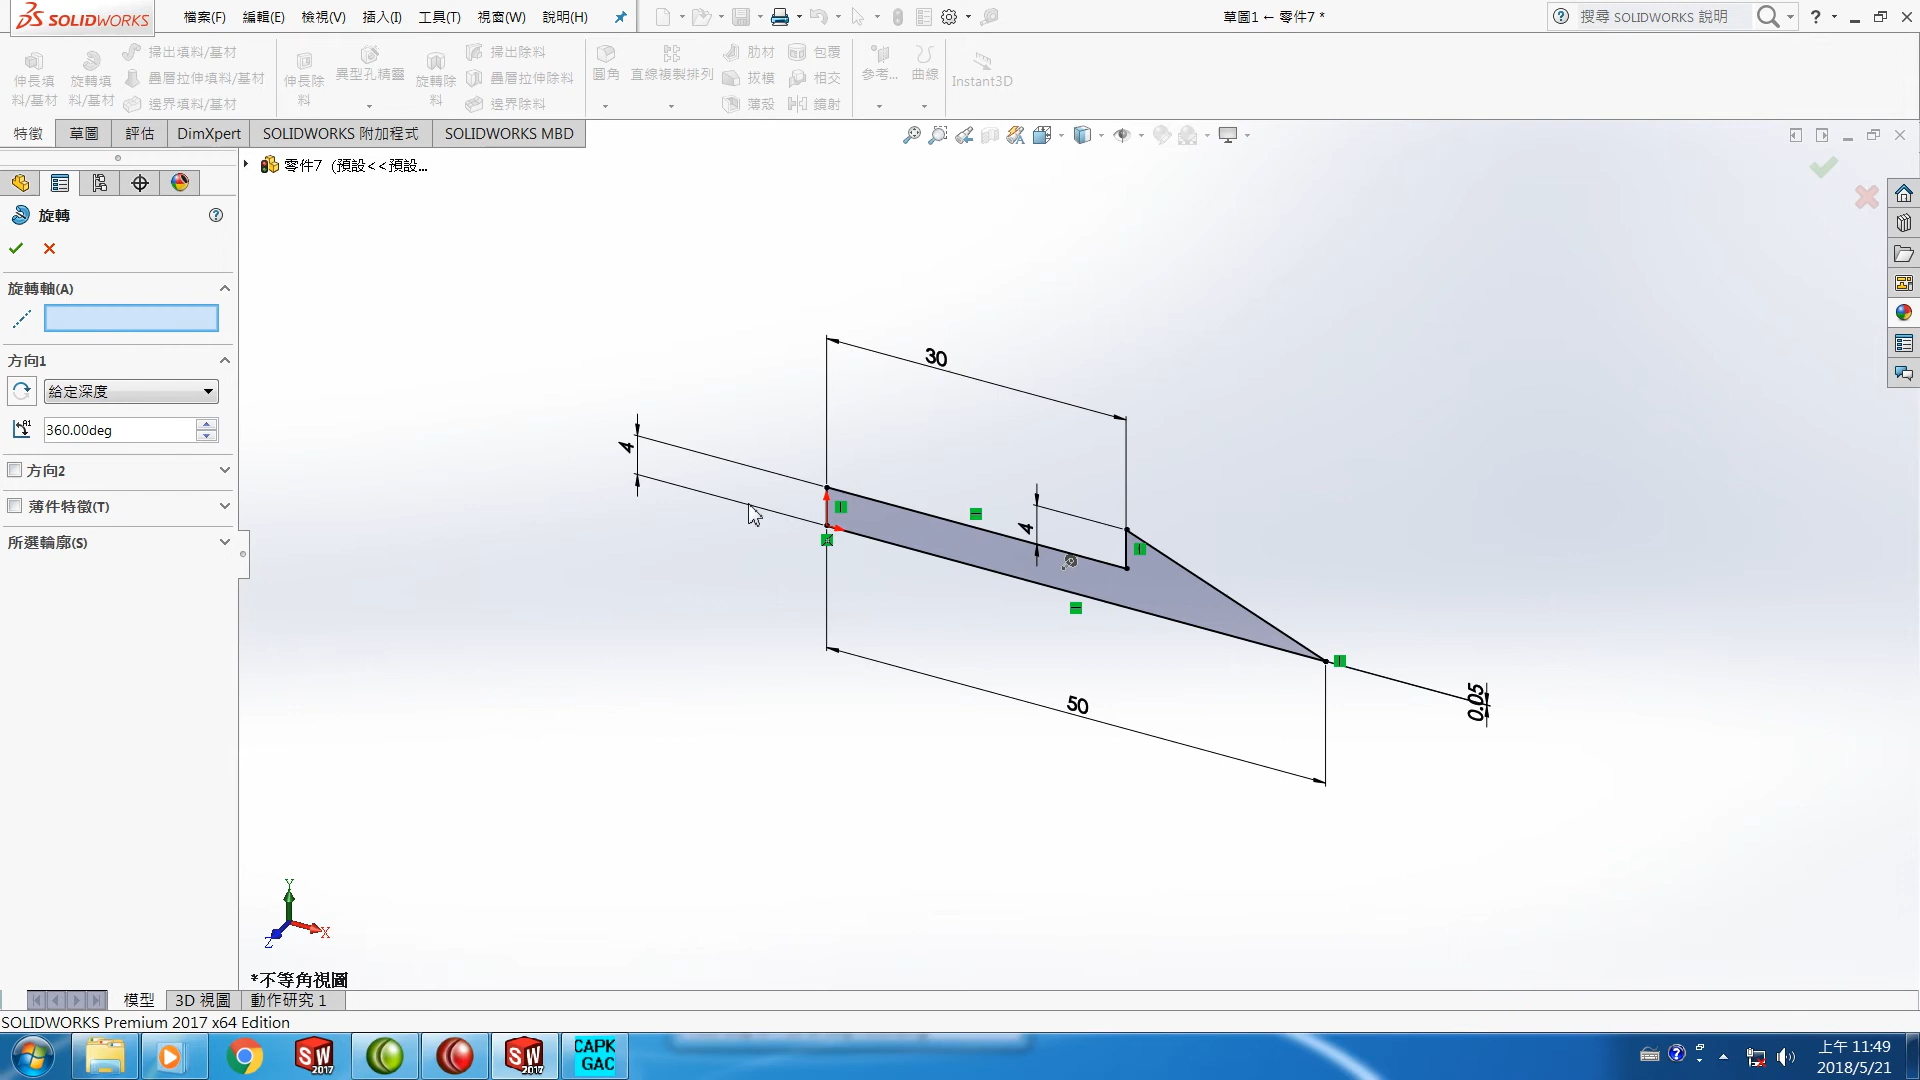 SOLIDWORKS 檔案(F) 編輯(E) 檢視(V) 插入(I) 工具(T) 視窗(W) 說明(H) 草圖1 ← 零件7 * 搜尋 SOLIDWORKS 說明 ?
伸長填料/基材 旋轉填料/基材 掃出填料/基材 疊層拉伸填料/基材 邊界填料/基材 伸長除料 異型孔精靈 旋轉除料 掃出除料 疊層拉伸除料 邊界除料 圓角 直線複製排列 肋材 拔模 薄殼 包覆 相交 鏡射 參考... 曲線 Instant3D
特徵 草圖 評估 DimXpert SOLIDWORKS 附加程式 SOLIDWORKS MBD
零件7 (預設<<預設...
旋轉
旋轉軸(A)
方向1
給定深度
360.00deg
方向2
薄件特徵(T)
所選輪廓(S)
30
4
4
50
0.05
Y
X
Z
*不等角視圖
模型 3D 視圖 動作研究 1
SOLIDWORKS Premium 2017 x64 Edition
SW 2017 SW 2017 CAPK GAC
上午 11:49
2018/5/21